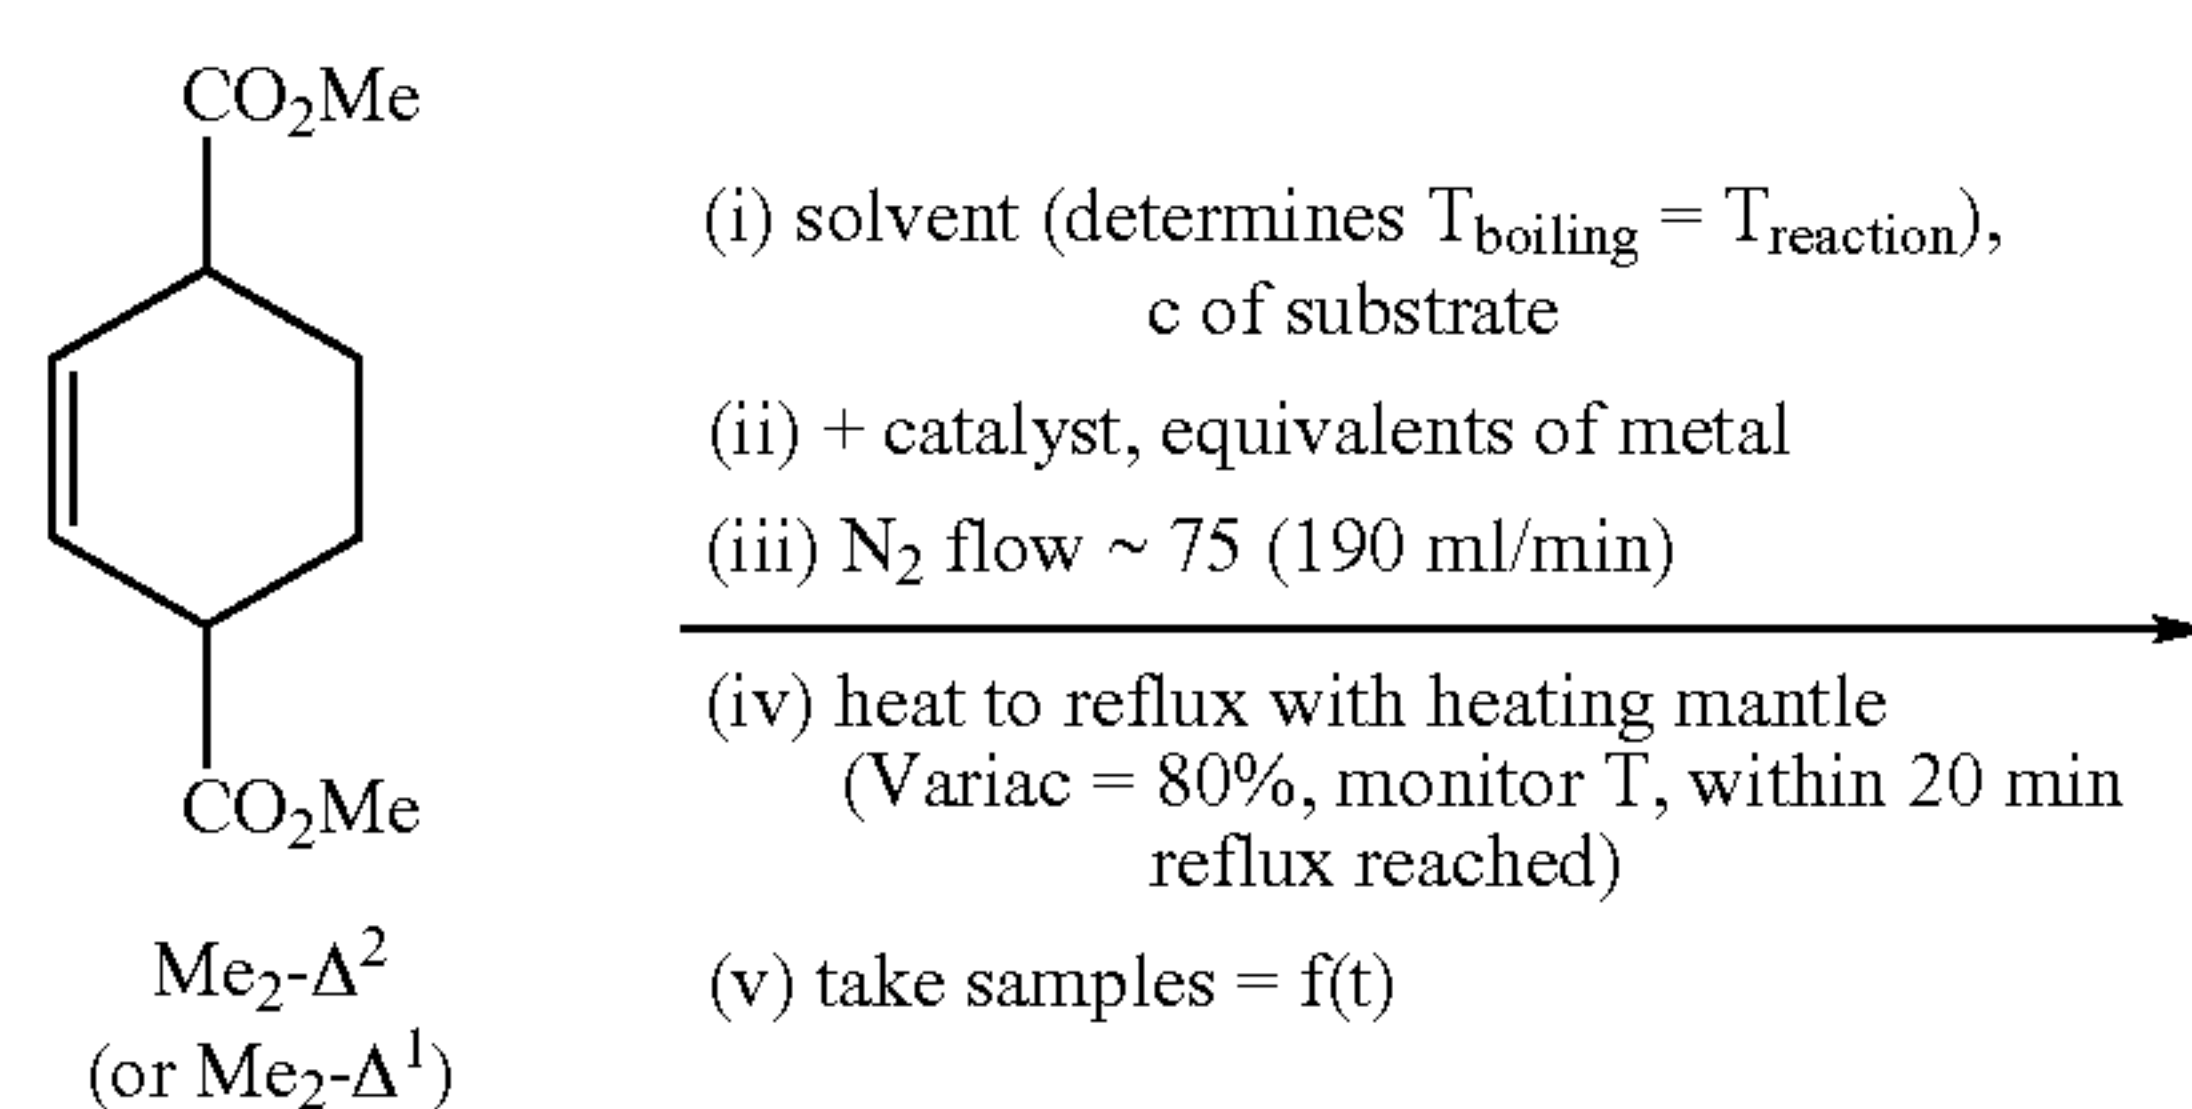 CO₂Me
(i) solvent (determines T_boiling = T_reaction),
c of substrate
(ii) + catalyst, equivalents of metal
(iii) N₂ flow ~ 75 (190 ml/min)
(iv) heat to reflux with heating mantle
(Variac = 80%, monitor T, within 20 min
reflux reached)
CO₂Me
(v) take samples = f(t)
Me₂-Δ²
(or Me₂-Δ¹)